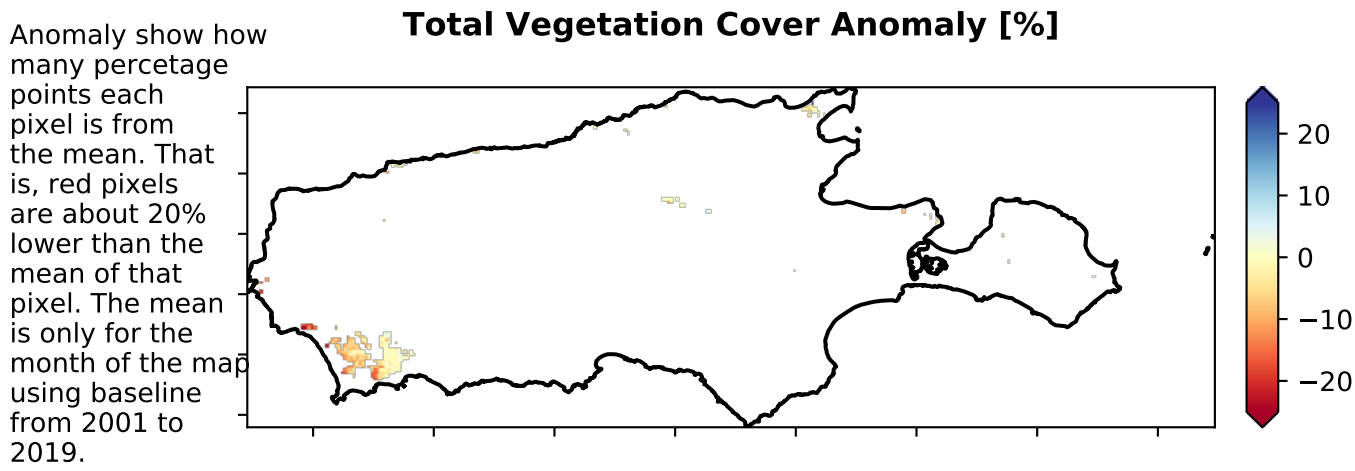 Total Vegetation Cover Anomaly [%]
Anomaly show how
many percetage
points each
pixel is from
the mean. That
is, red pixels
are about 20%
lower than the
mean of that
pixel. The mean
is only for the
month of the map
using baseline
from 2001 to
2019.
20
10
0
−10
−20